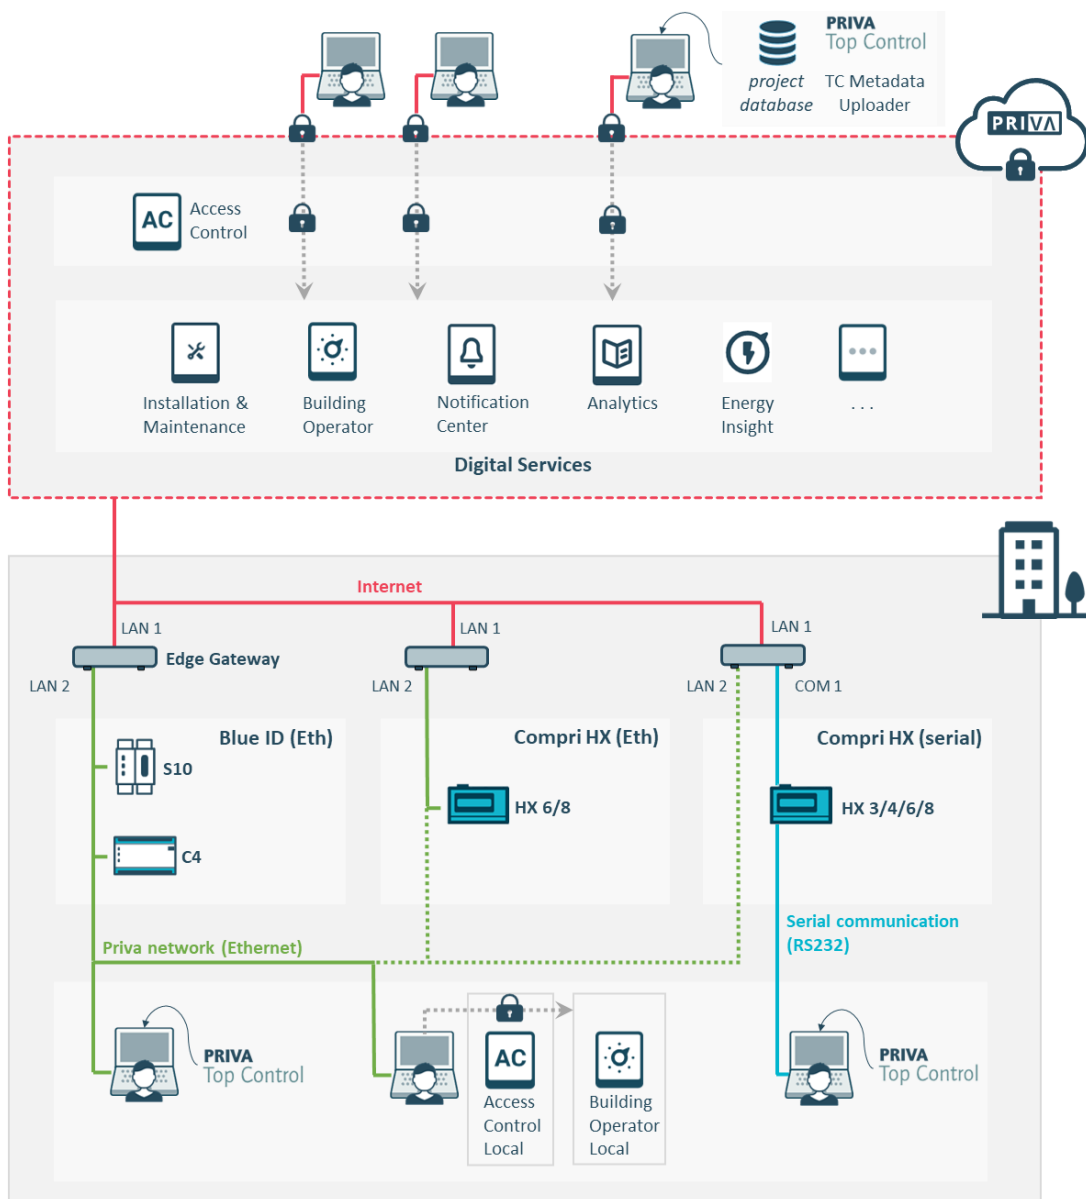 PRIVA
Top Control
project
database
TC Metadada
Uploader
PRIVA
AC
Access
Control
Installation &
Maintenance
Building
Operator
Notification
Center
Analytics
Energy
Insight
. . .
Digital Services
Internet
LAN 1
LAN 1
LAN 1
Edge Gateway
LAN 2
LAN 2
LAN 2
COM 1
Blue ID (Eth)
Compri HX (Eth)
Compri HX (serial)
S10
HX 6/8
HX 3/4/6/8
C4
Serial communication
(RS232)
Priva network (Ethernet)
PRIVA
Top Control
AC
Access
Control
Local
Building
Operator
Local
PRIVA
Top Control